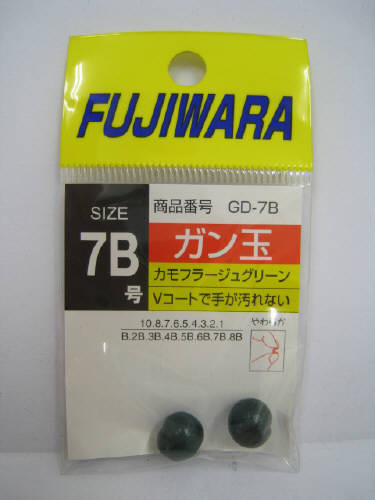 FUJIWARA
SIZE
7B
号
商品番号 GD-7B
ガン玉
カモフラージュグリーン
Vコートで手が汚れない
10.8.7.6.5.4.3.2.1
B.2B.3B.4B.5B.6B.7B.8B
やわらか